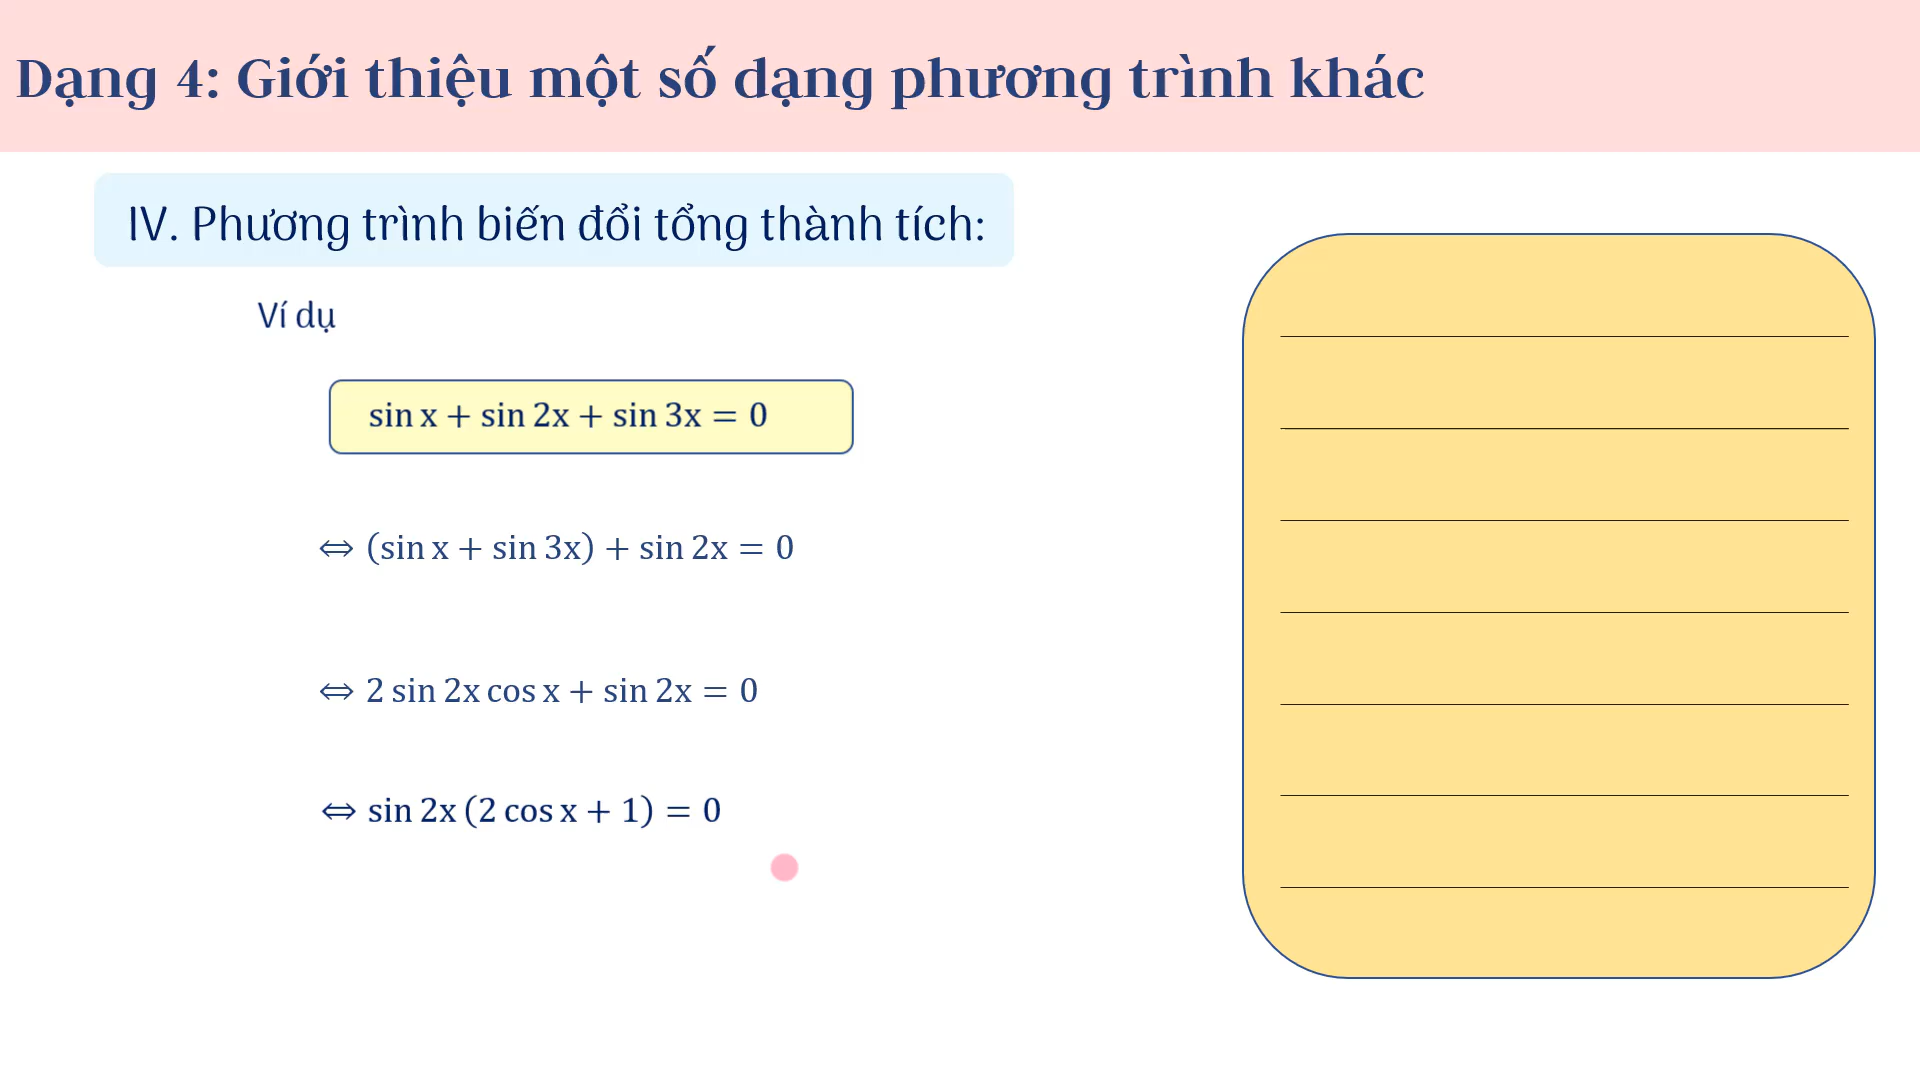 Dạng 4: Giới thiệu một số dạng phương trình khác
IV. Phương trình biến đổi tổng thành tích:
Ví dụ
sin x + sin 2x + sin 3x = 0
⇔ (sin x + sin 3x) + sin 2x = 0
⇔ 2 sin 2x cos x + sin 2x = 0
⇔ sin 2x (2 cos x + 1) = 0